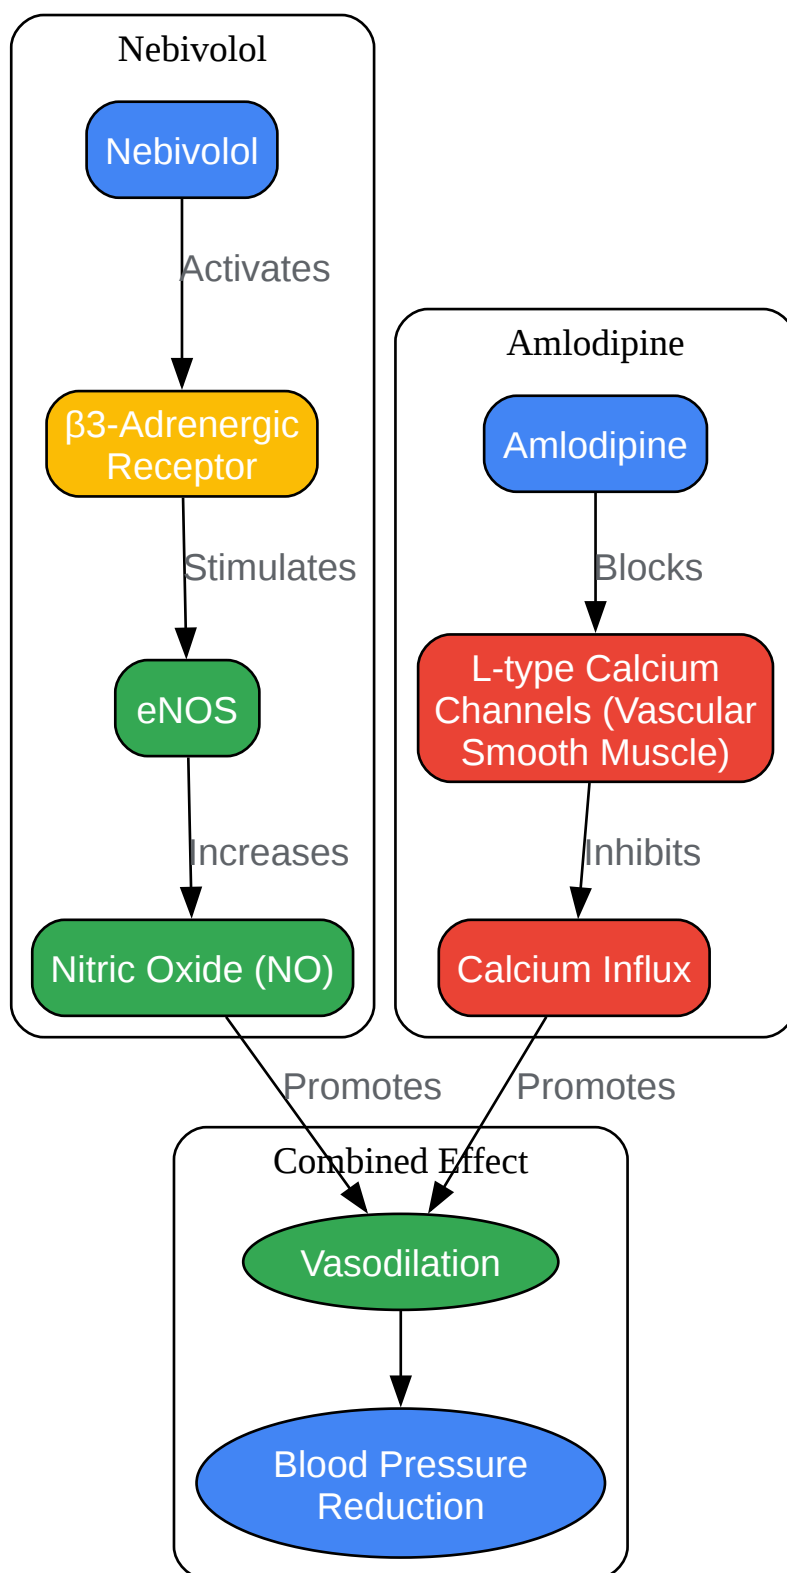 Nebivolol
Nebivolol
Activates
β3-Adrenergic
Receptor
Stimulates
eNOS
Increases
Nitric Oxide (NO)
Promotes
Amlodipine
Amlodipine
Blocks
L-type Calcium
Channels (Vascular
Smooth Muscle)
Inhibits
Calcium Influx
Promotes
Combined Effect
Vasodilation
Blood Pressure
Reduction